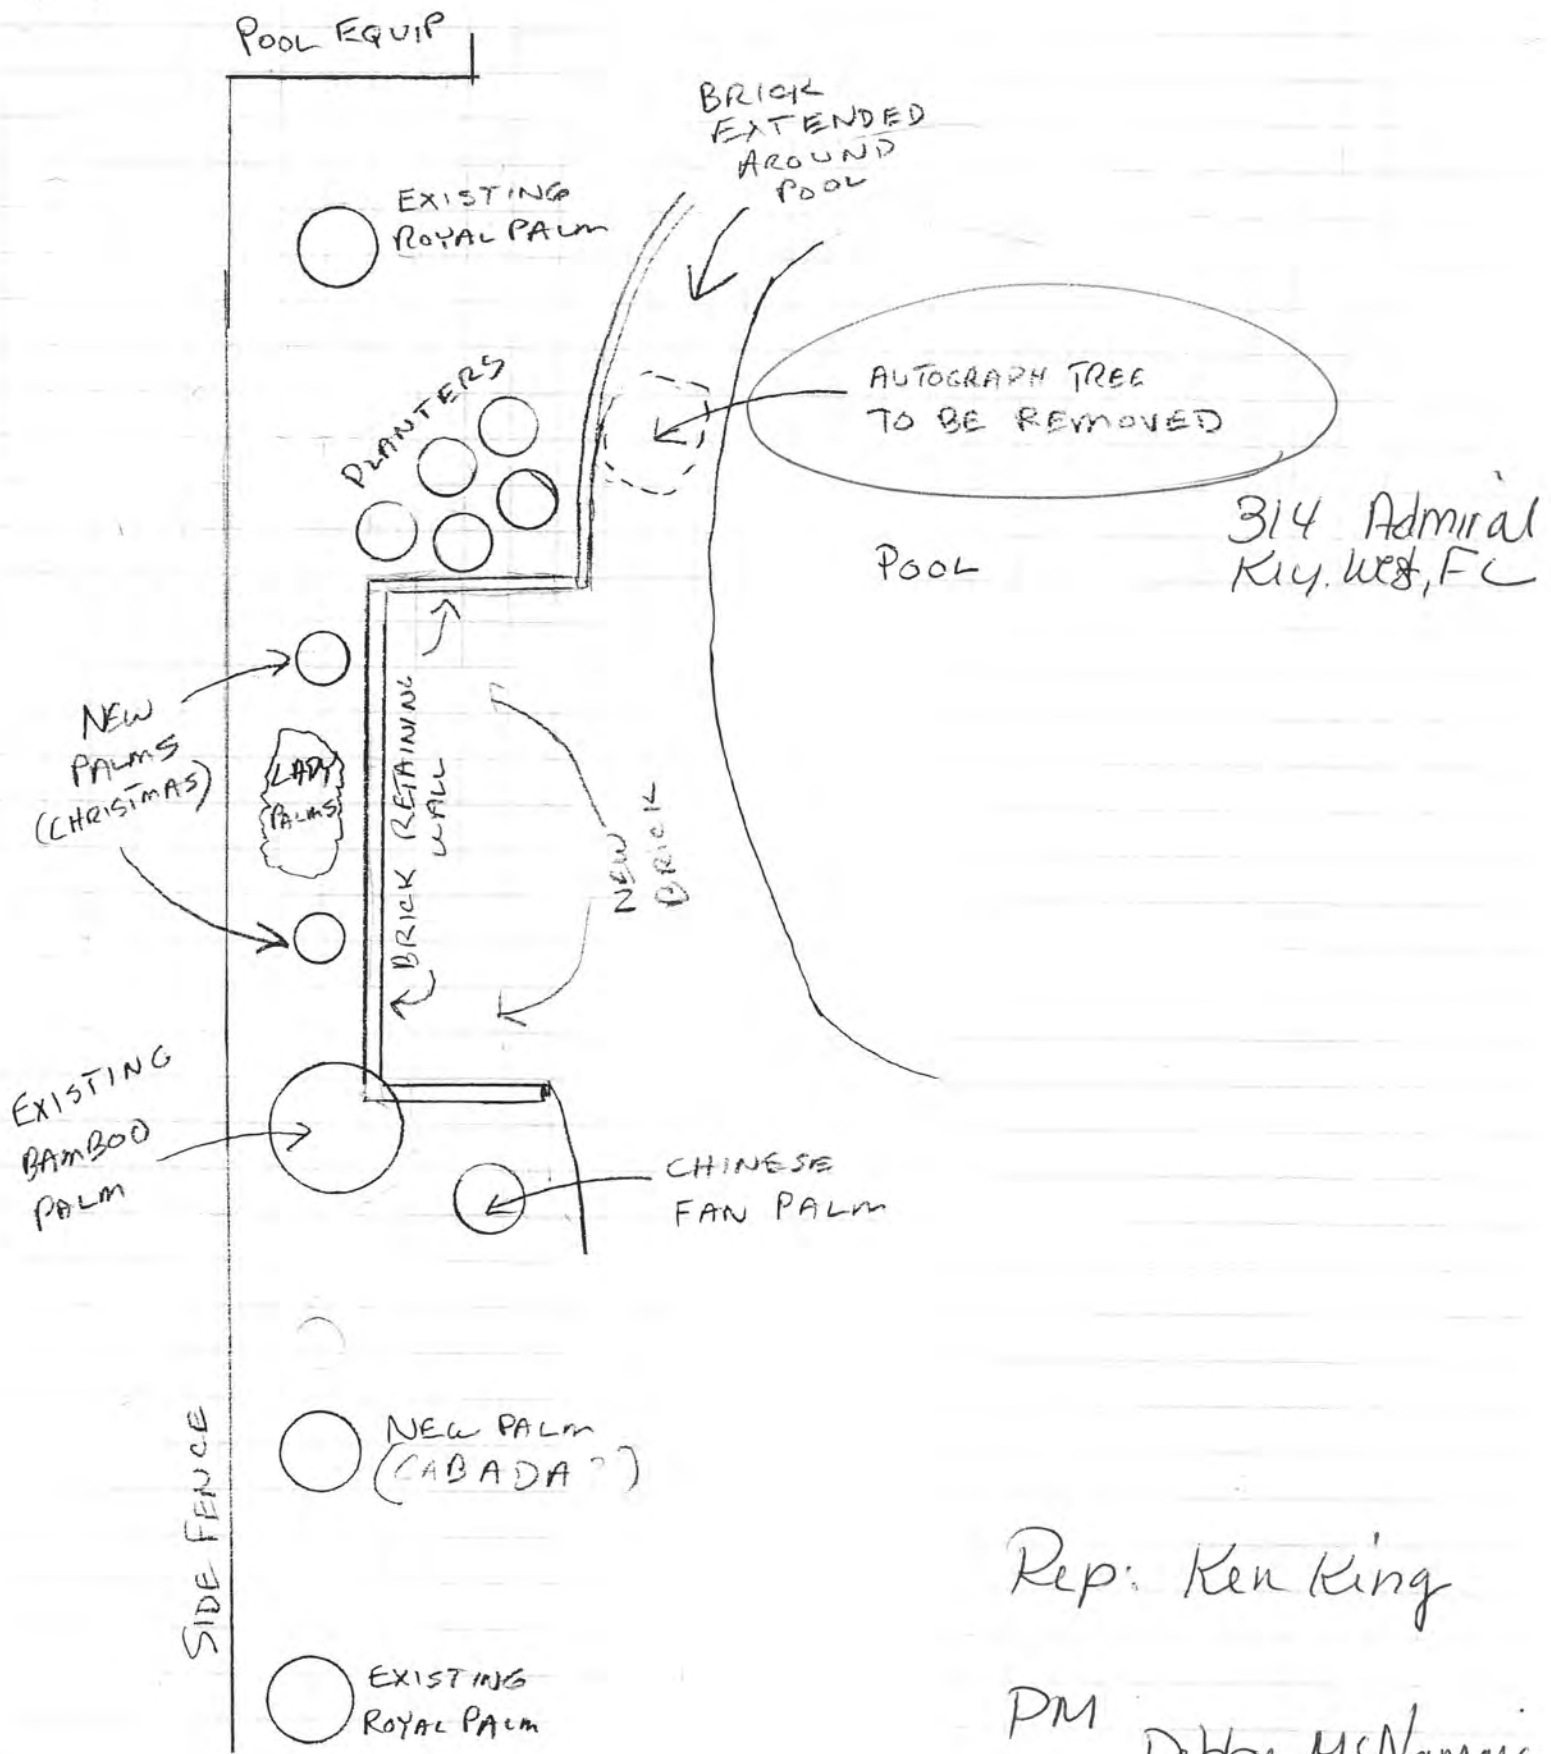 POOL EQUIP
BRICK
EXTENDED
AROUND
POOL
EXISTING
ROYAL PALM
PLANTERS
AUTOGRAPH TREE
TO BE REMOVED
314 Admiral
Key West, FL
POOL
NEW
PALMS
(CHRISTMAS)
LADY
PALMS
BRICK RETAINING
WALL
NEW
BRICK
EXISTING
BAMBOO
PALM
CHINESE
FAN PALM
NEW PALM
(CABADA?)
SIDE FENCE
EXISTING
ROYAL PALM
Rep: Ken King
PM